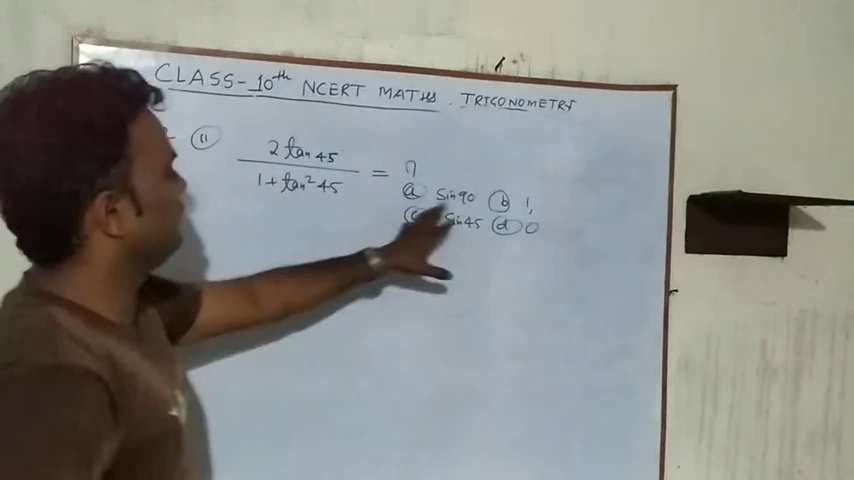 CLASS-10th NCERT MATHS . TRIGONOMETRY
(11) 2 tan 45 / 1 + tan² 45 = ?
(a) Sin 90 (b) 1,
(c) Sin 45 (d) 0